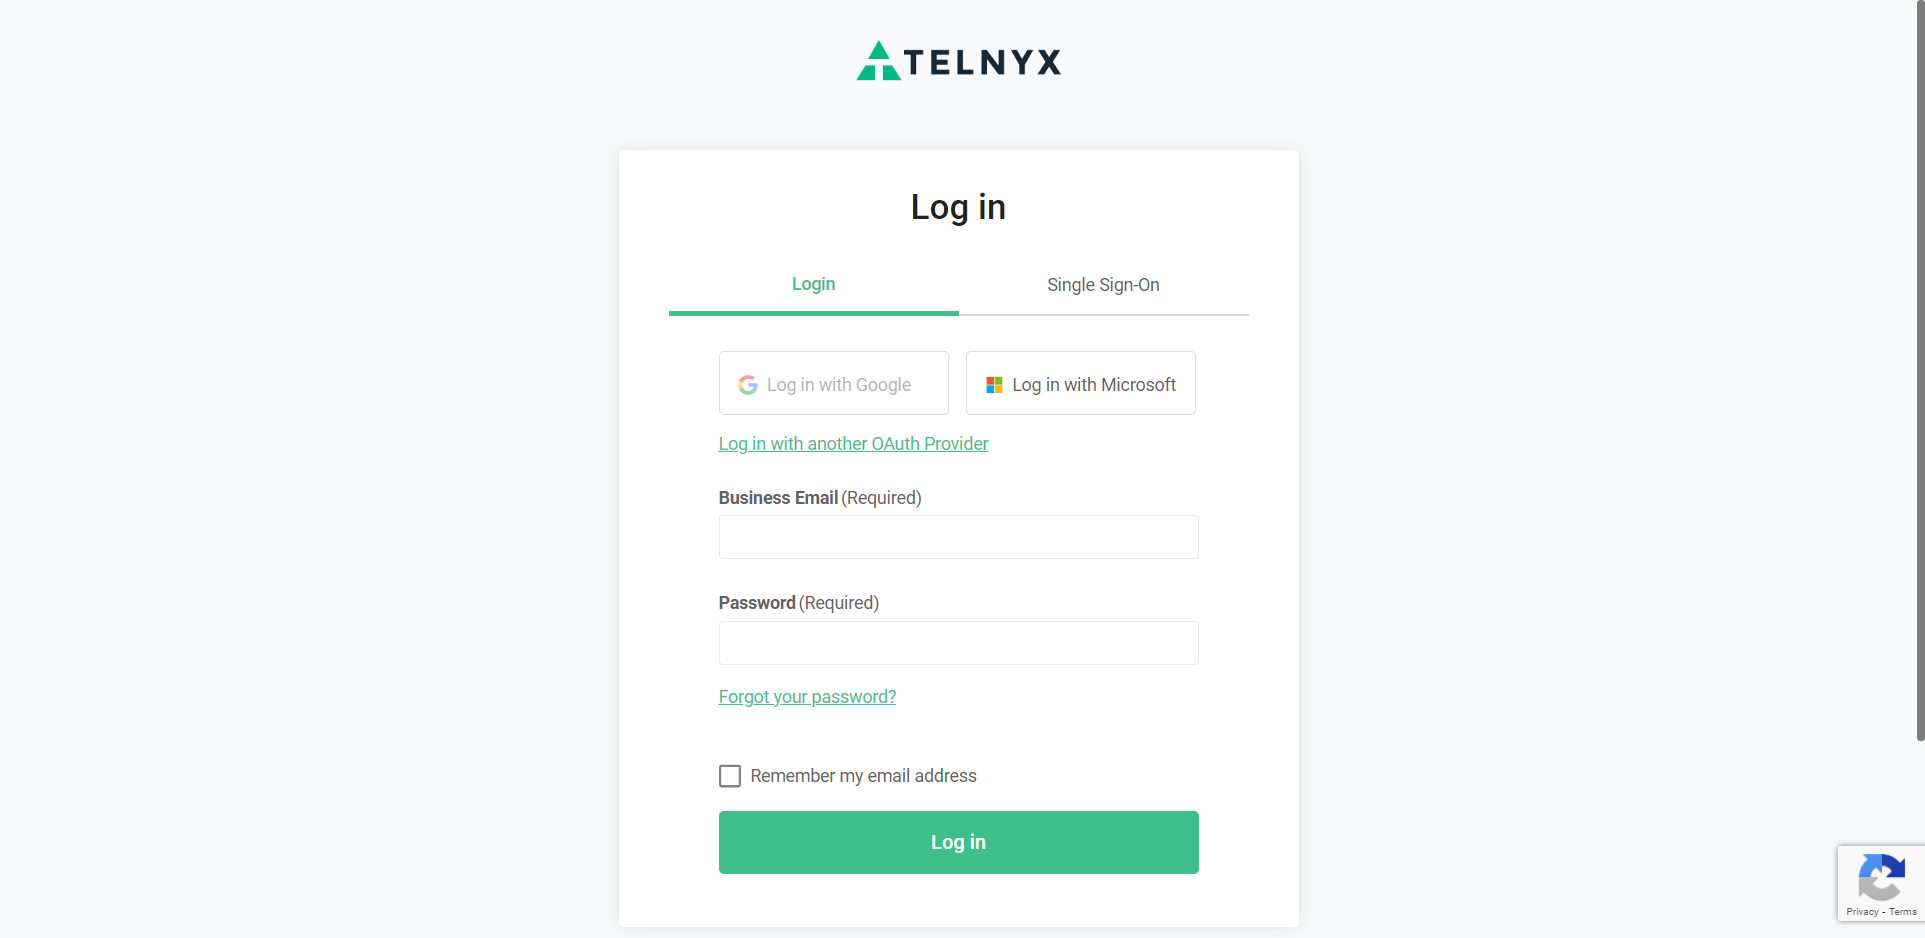 TELNYX
Log in
Login
Single Sign-On
Log in with Google
Log in with Microsoft
Log in with another OAuth Provider
Business Email (Required)
Password (Required)
Forgot your password?
Remember my email address
Log in
Privacy - Terms